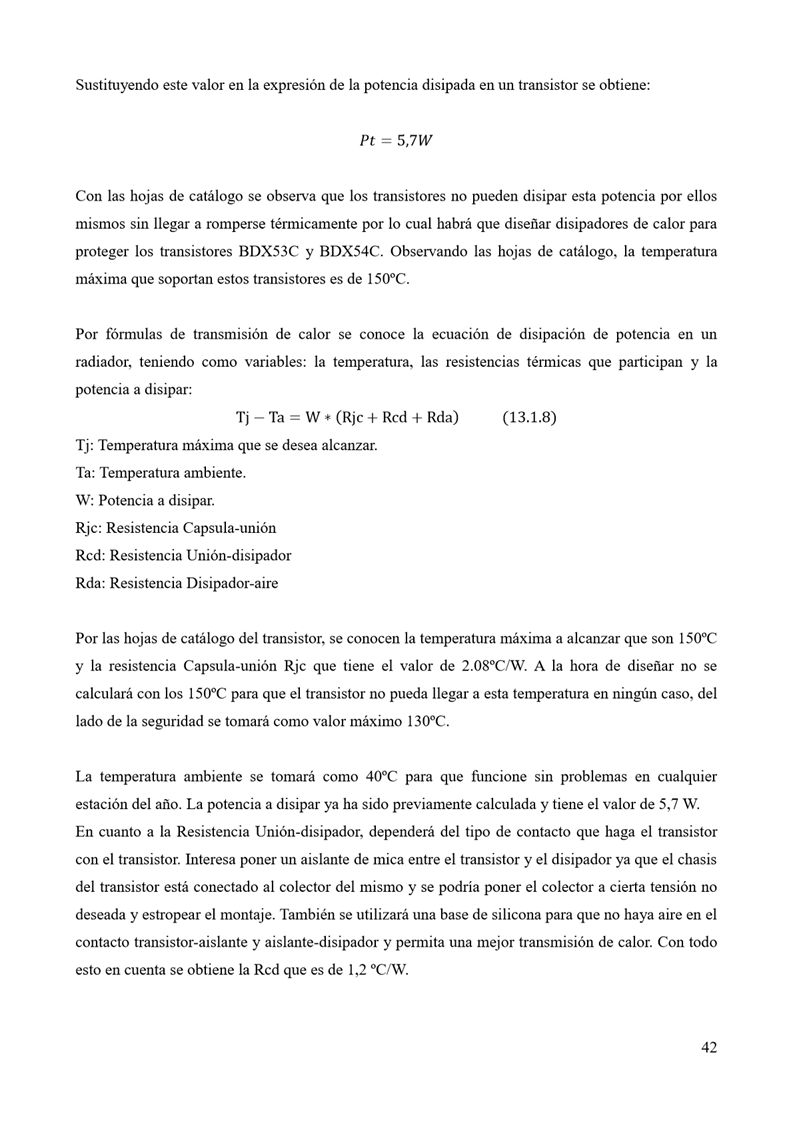 Sustituyendo este valor en la expresión de la potencia disipada en un transistor se obtiene:
Pt = 5,7W
Con las hojas de catálogo se observa que los transistores no pueden disipar esta potencia por ellos
mismos sin llegar a romperse térmicamente por lo cual habrá que diseñar disipadores de calor para
proteger los transistores BDX53C y BDX54C. Observando las hojas de catálogo, la temperatura
máxima que soportan estos transistores es de 150ºC.
Por fórmulas de transmisión de calor se conoce la ecuación de disipación de potencia en un
radiador, teniendo como variables: la temperatura, las resistencias térmicas que participan y la
potencia a disipar:
Tj − Ta = W ∗ (Rjc + Rcd + Rda) (13.1.8)
Tj: Temperatura máxima que se desea alcanzar.
Ta: Temperatura ambiente.
W: Potencia a disipar.
Rjc: Resistencia Capsula-unión
Rcd: Resistencia Unión-disipador
Rda: Resistencia Disipador-aire
Por las hojas de catálogo del transistor, se conocen la temperatura máxima a alcanzar que son 150ºC
y la resistencia Capsula-unión Rjc que tiene el valor de 2.08ºC/W. A la hora de diseñar no se
calculará con los 150ºC para que el transistor no pueda llegar a esta temperatura en ningún caso, del
lado de la seguridad se tomará como valor máximo 130ºC.
La temperatura ambiente se tomará como 40ºC para que funcione sin problemas en cualquier
estación del año. La potencia a disipar ya ha sido previamente calculada y tiene el valor de 5,7 W.
En cuanto a la Resistencia Unión-disipador, dependerá del tipo de contacto que haga el transistor
con el transistor. Interesa poner un aislante de mica entre el transistor y el disipador ya que el chasis
del transistor está conectado al colector del mismo y se podría poner el colector a cierta tensión no
deseada y estropear el montaje. También se utilizará una base de silicona para que no haya aire en el
contacto transistor-aislante y aislante-disipador y permita una mejor transmisión de calor. Con todo
esto en cuenta se obtiene la Rcd que es de 1,2 ºC/W.
42